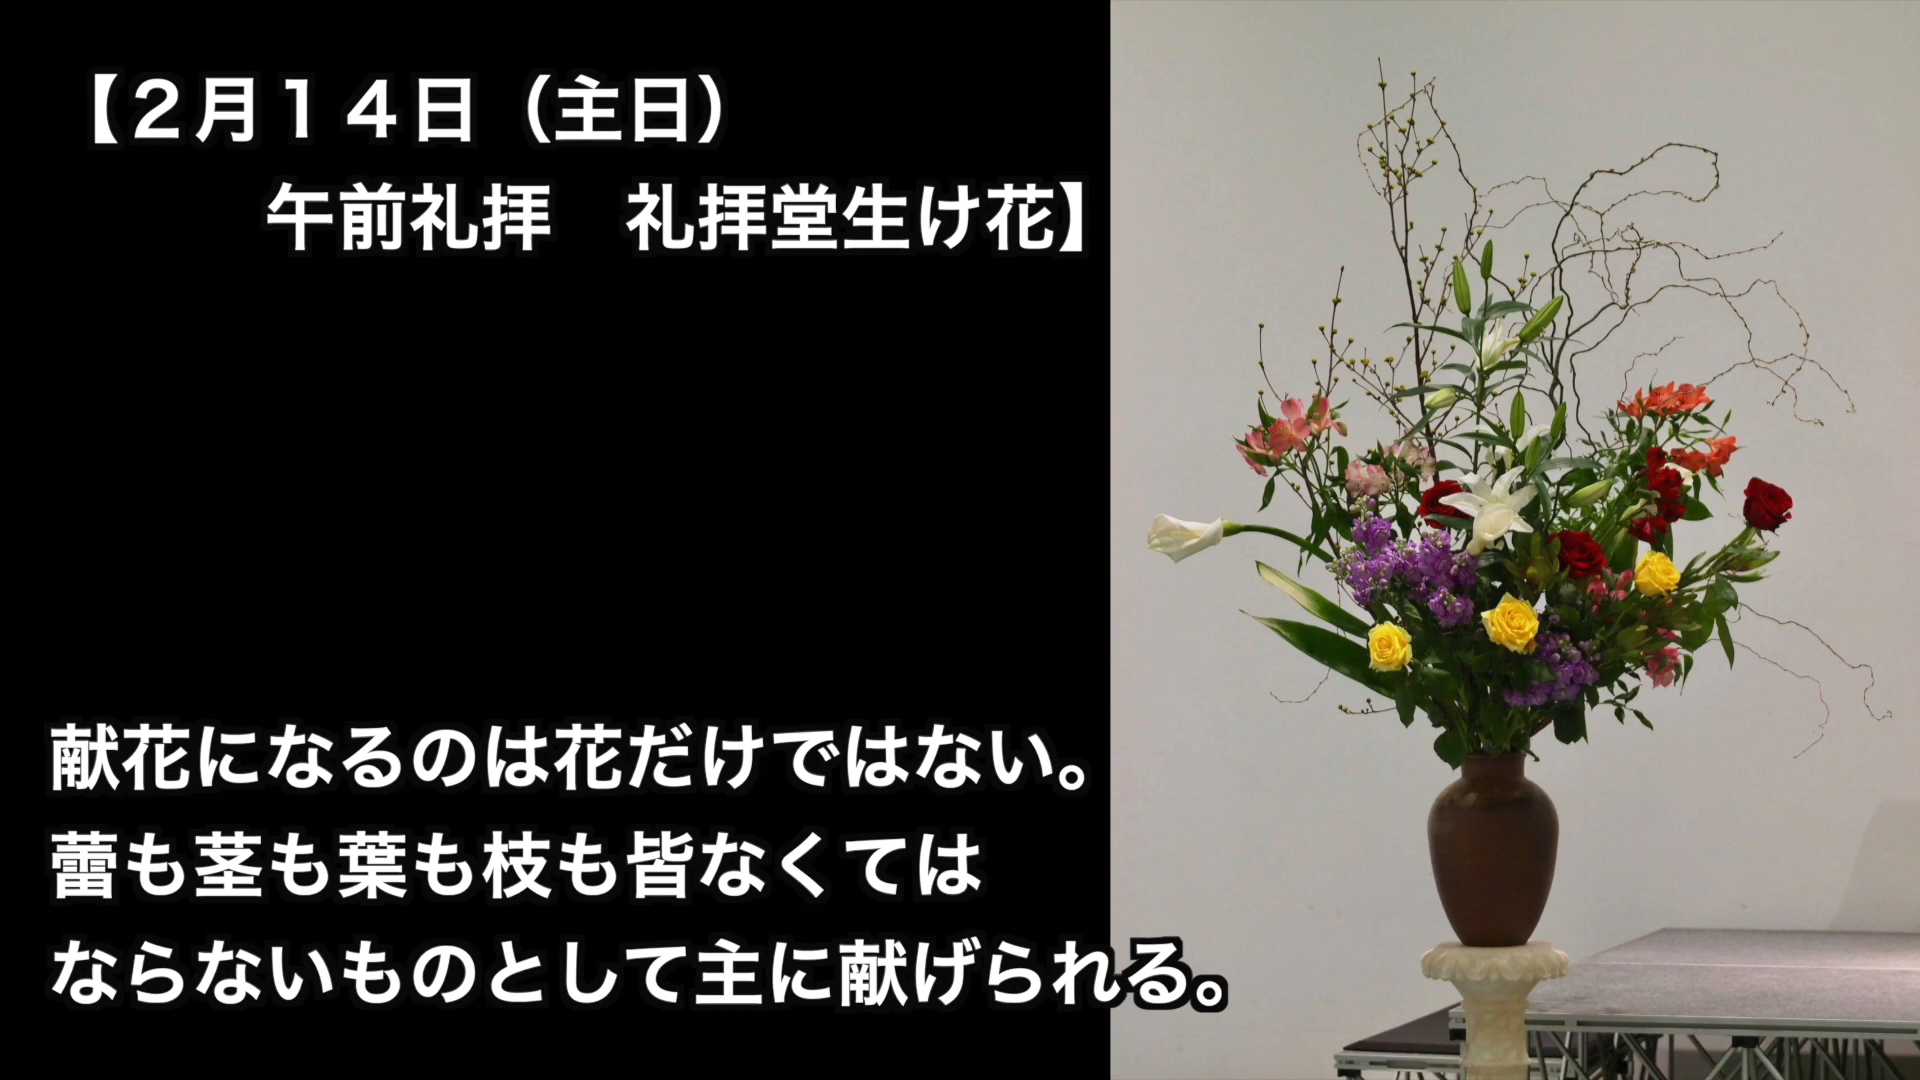 【２月１４日（主日）
午前礼拝　礼拝堂生け花】
献花になるのは花だけではない。
蕾も茎も葉も枝も皆なくては
ならないものとして主に献げられる。